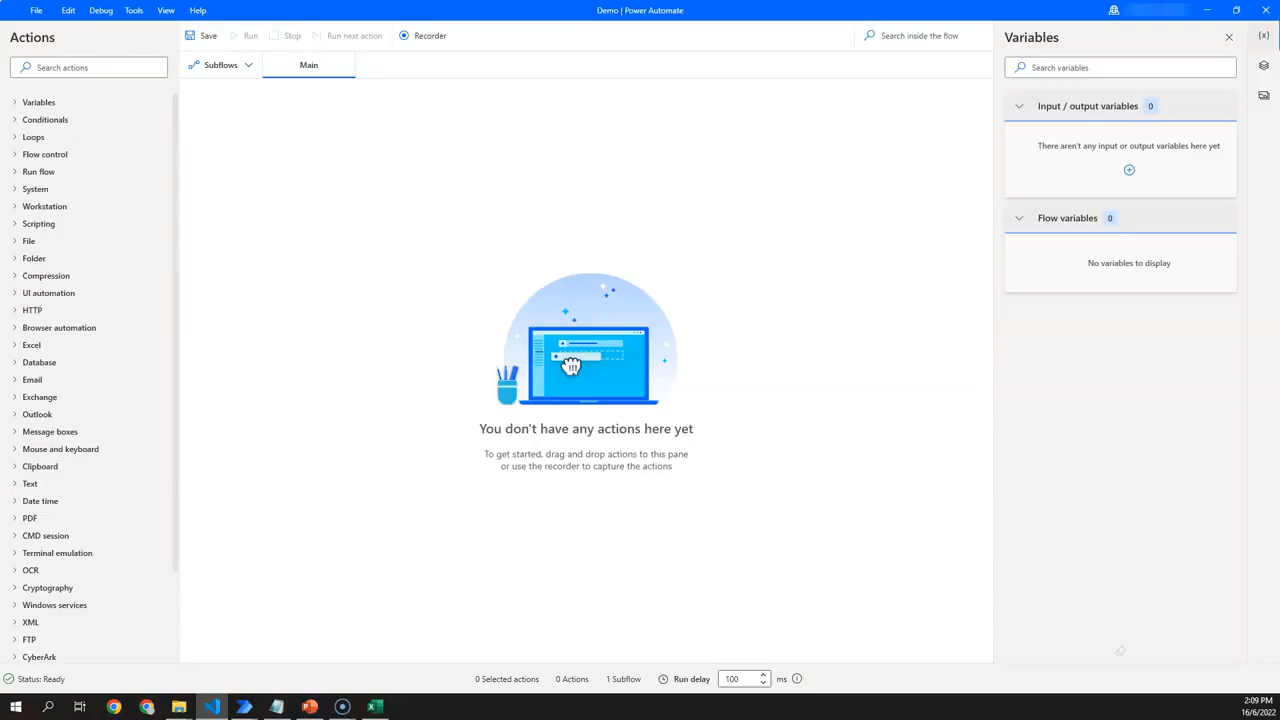 File Edit Debug Tools View Help
Demo | Power Automate
Actions
Search actions
Variables
Conditionals
Loops
Flow control
Run flow
System
Workstation
Scripting
File
Folder
Compression
UI automation
HTTP
Browser automation
Excel
Database
Email
Exchange
Outlook
Message boxes
Mouse and keyboard
Clipboard
Text
Date time
PDF
CMD session
Terminal emulation
OCR
Cryptography
Windows services
XML
FTP
CyberArk
Save Run Stop Run next action Recorder
Search inside the flow
Subflows Main
You don't have any actions here yet
To get started, drag and drop actions to this pane
or use the recorder to capture the actions
Variables
{x}
Search variables
Input / output variables 0
There aren't any input or output variables here yet
Flow variables 0
No variables to display
Status: Ready 0 Selected actions 0 Actions 1 Subflow Run delay 100 ms
2:09 PM
16/6/2022